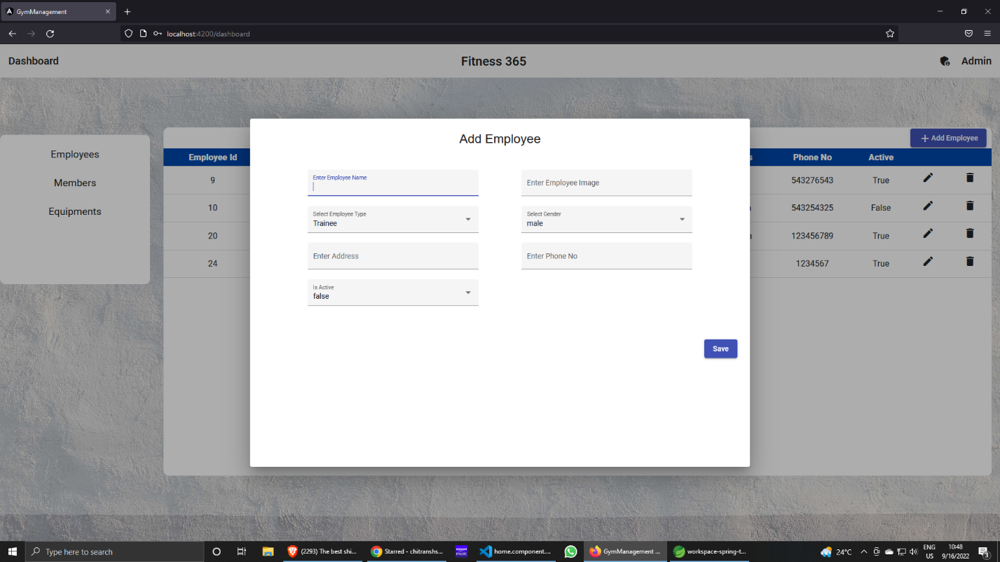 GymManagement
localhost:4200/dashboard
Dashboard
Fitness 365
Admin
Employees
Members
Equipments
Add Employee
Employee Id
s
Phone No
Active
9
543276543
True
10
a
543254325
False
20
a
123456789
True
24
1234567
True
Add Employee
Enter Employee Name
Enter Employee Image
Select Employee Type
Trainee
Select Gender
male
Enter Address
Enter Phone No
Is Active
false
Save
Type here to search
(2293) The best shi...
Starred - chitranshs...
amazon music
home.component....
GymManagement ...
workspace-spring-t...
24°C
ENG
US
10:48
9/16/2022
3